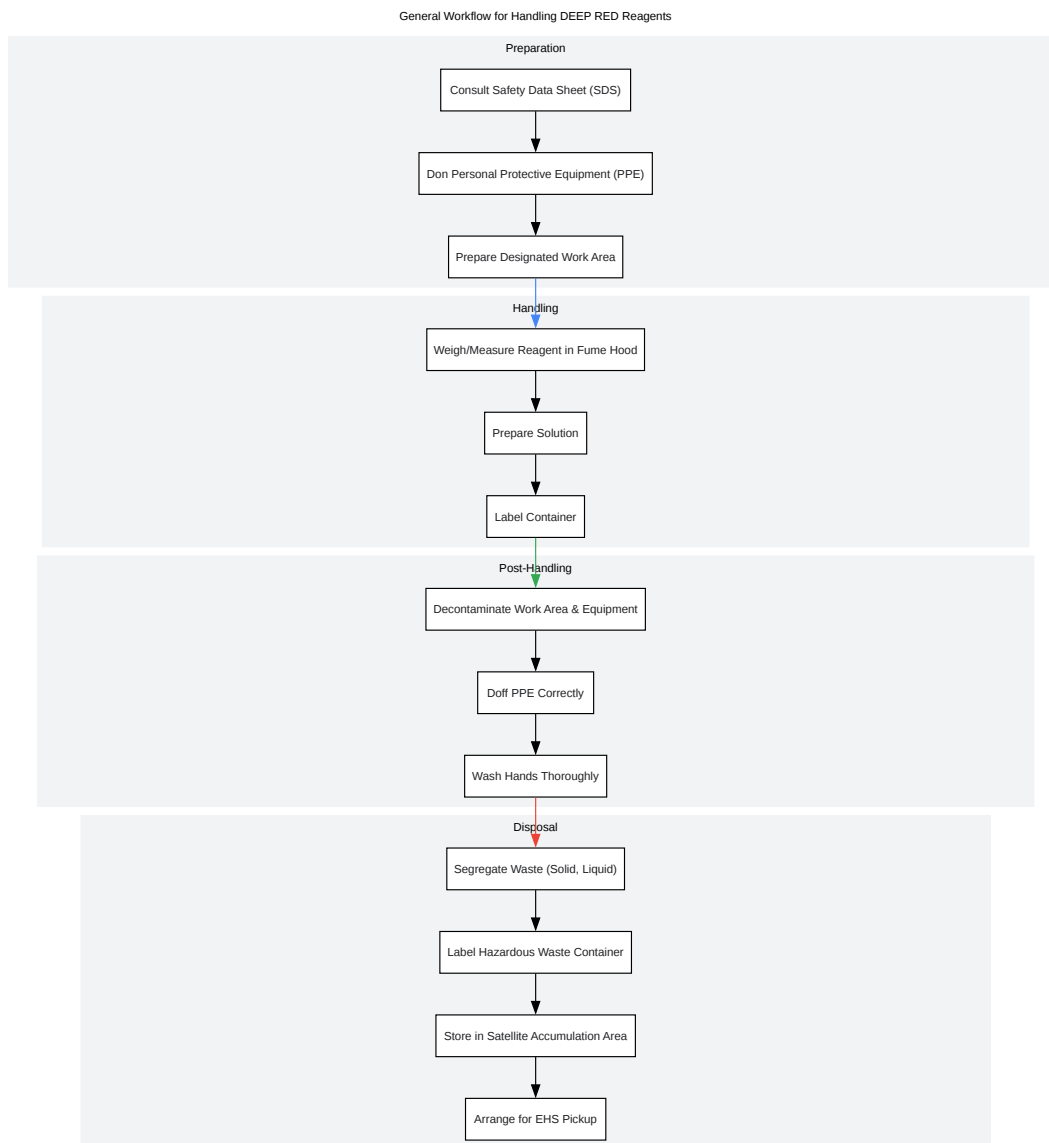 General Workflow for Handling DEEP RED Reagents
Preparation
Consult Safety Data Sheet (SDS)
Don Personal Protective Equipment (PPE)
Prepare Designated Work Area
Handling
Weigh/Measure Reagent in Fume Hood
Prepare Solution
Label Container
Post-Handling
Decontaminate Work Area & Equipment
Doff PPE Correctly
Wash Hands Thoroughly
Disposal
Segregate Waste (Solid, Liquid)
Label Hazardous Waste Container
Store in Satellite Accumulation Area
Arrange for EHS Pickup